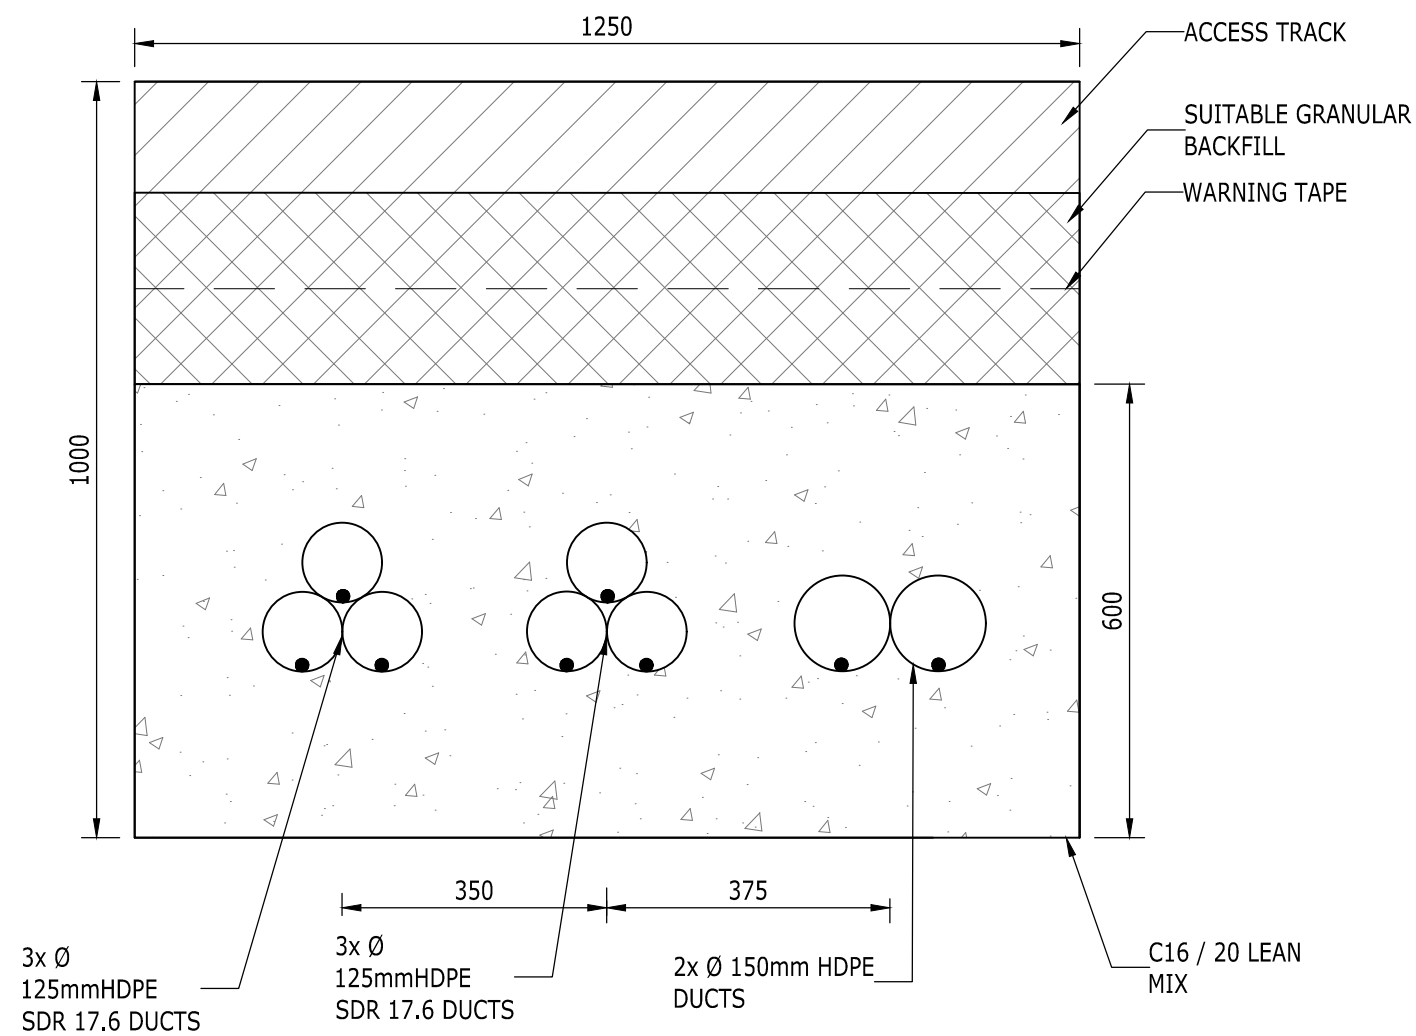 1250
ACCESS TRACK
SUITABLE GRANULAR
BACKFILL
WARNING TAPE
1000
600
350
375
3x Ø
125mmHDPE
SDR 17.6 DUCTS
3x Ø
125mmHDPE
SDR 17.6 DUCTS
2x Ø 150mm HDPE
DUCTS
C16 / 20 LEAN
MIX